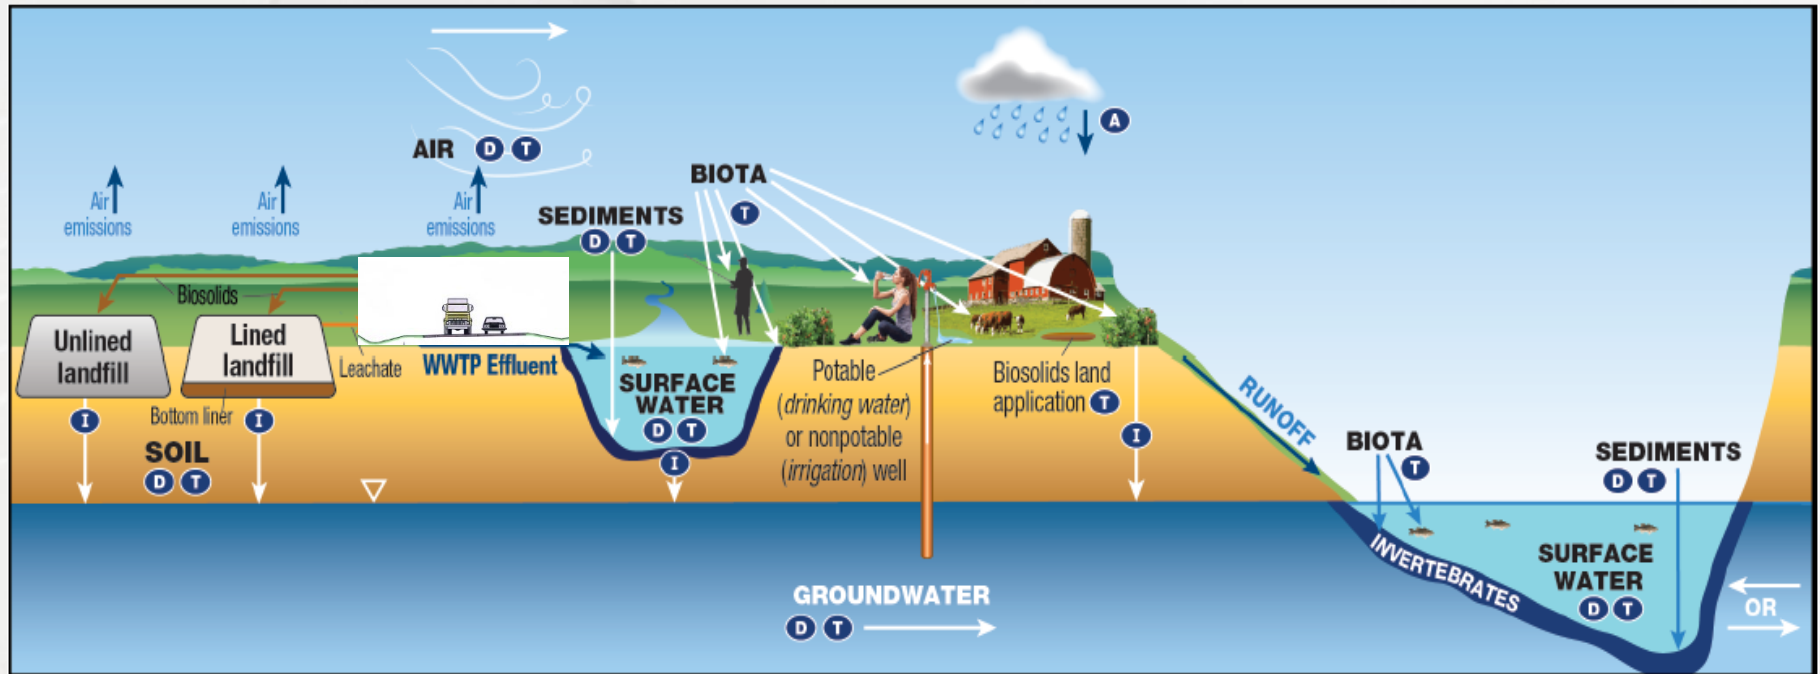 A
AIR D T
BIOTA
T
Air
emissions
Air
emissions
Air
emissions
SEDIMENTS
D T
Biosolids
Unlined
landfill
Lined
landfill
Leachate
WWTP Effluent
Bottom liner
I
I
SOIL
D T
SURFACE
WATER
D T
I
Potable
(drinking water)
or nonpotable
(irrigation) well
Biosolids land
application T
I
RUNOFF
BIOTA
T
SEDIMENTS
D T
INVERTEBRATES
SURFACE
WATER
D T
OR
GROUNDWATER
D T